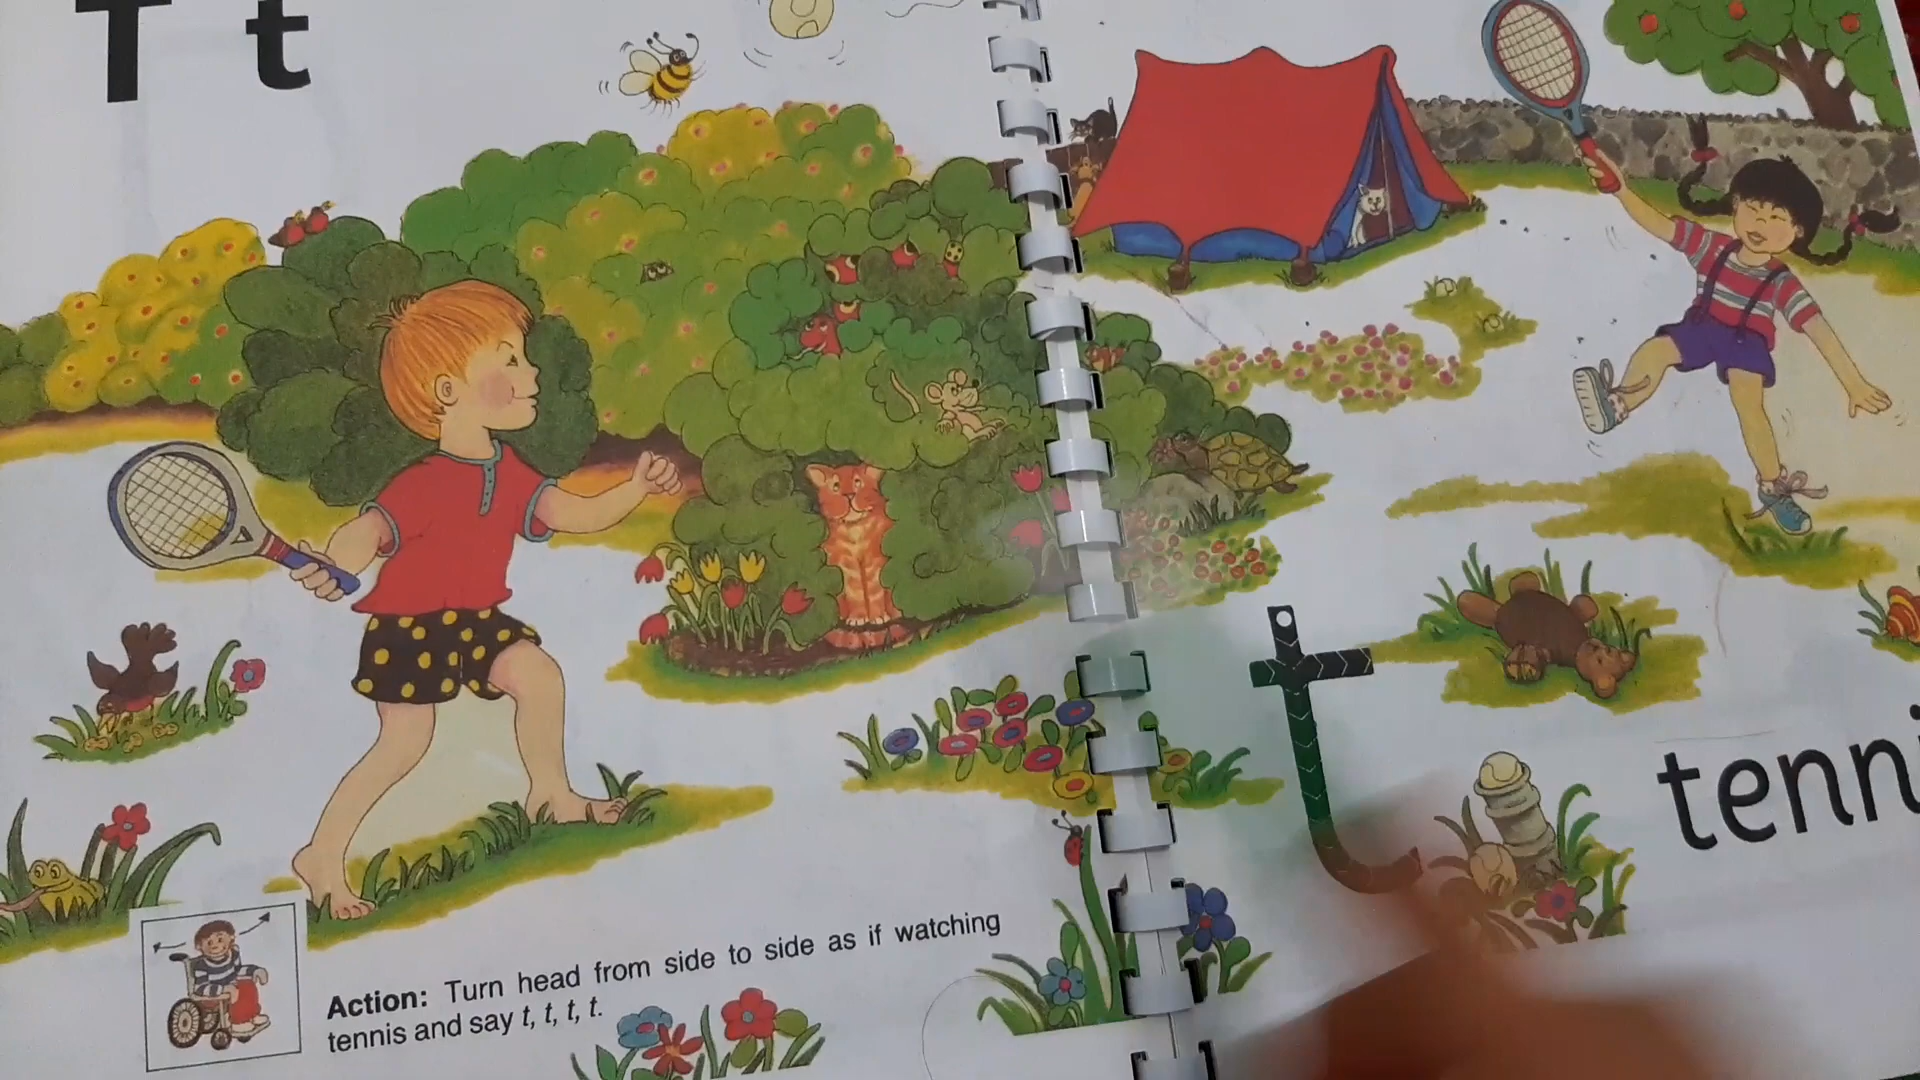 T t
t
tenni
Action: Turn head from side to side as if watching
tennis and say t, t, t, t.